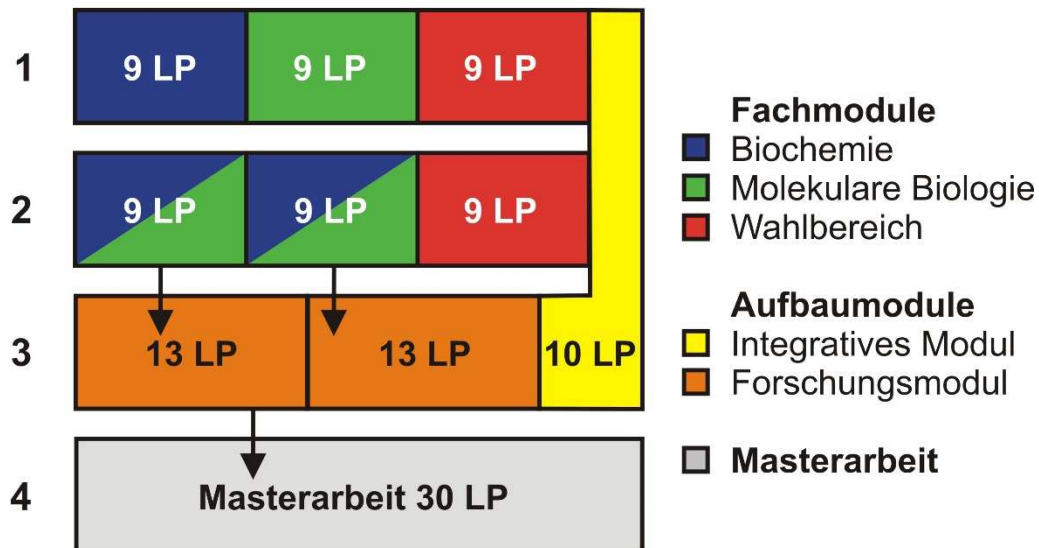 1
9 LP
9 LP
9 LP
2
9 LP
9 LP
9 LP
3
13 LP
13 LP
10 LP
4
Masterarbeit 30 LP
Fachmodule
Biochemie
Molekulare Biologie
Wahlbereich
Aufbaumodule
Integratives Modul
Forschungsmodul
Masterarbeit